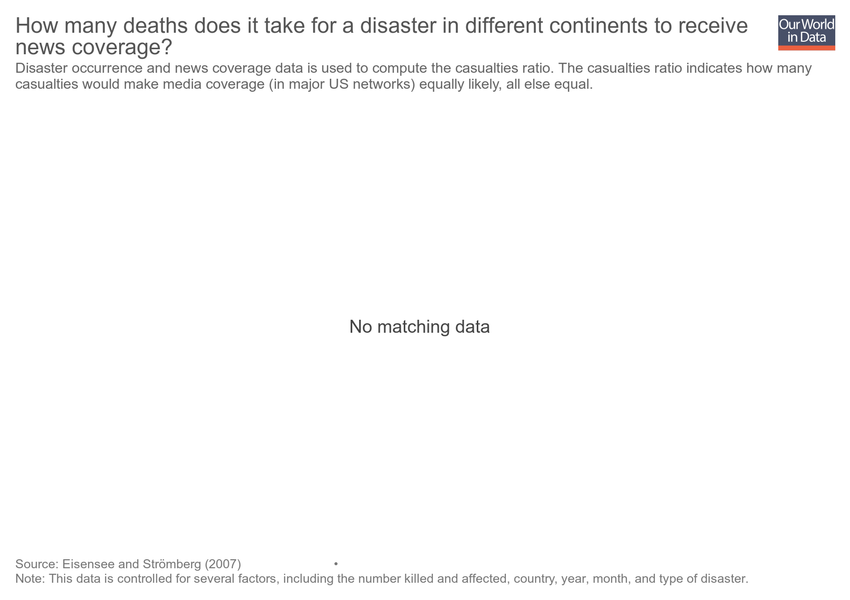 How many deaths does it take for a disaster in different continents to receive
news coverage?
Our World
in Data
Disaster occurrence and news coverage data is used to compute the casualties ratio. The casualties ratio indicates how many
casualties would make media coverage (in major US networks) equally likely, all else equal.
No matching data
Source: Eisensee and Strömberg (2007) •
Note: This data is controlled for several factors, including the number killed and affected, country, year, month, and type of disaster.